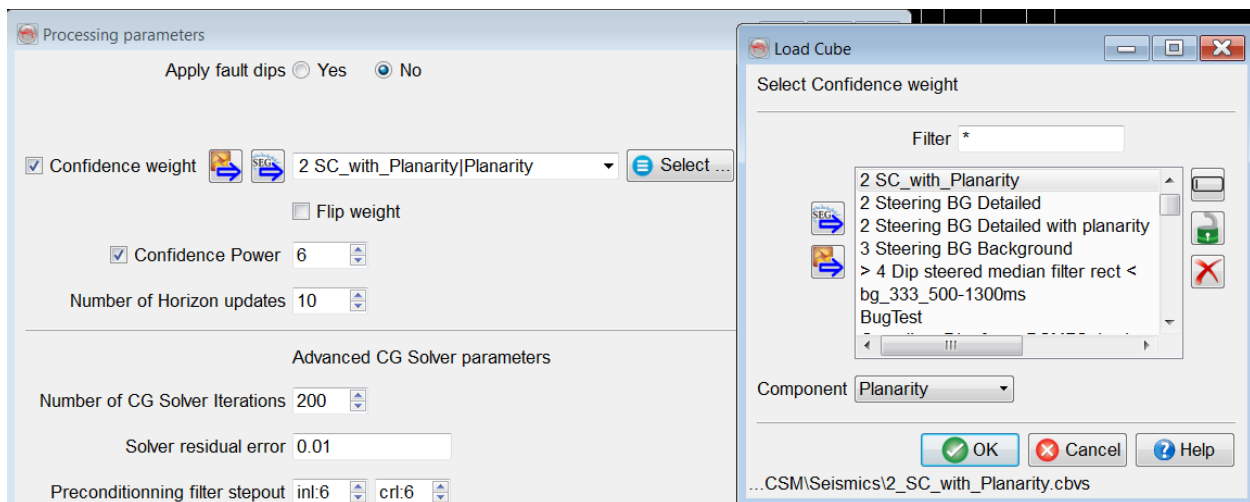 Processing parameters
Apply fault dips Yes No
Confidence weight SEG 2 SC_with_Planarity|Planarity Select ...
Flip weight
Confidence Power 6
Number of Horizon updates 10
Advanced CG Solver parameters
Number of CG Solver Iterations 200
Solver residual error 0.01
Preconditionning filter stepout inl:6 crl:6
Load Cube
Select Confidence weight
Filter *
2 SC_with_Planarity
2 Steering BG Detailed
SEG 2 Steering BG Detailed with planarity
3 Steering BG Background
> 4 Dip steered median filter rect <
bg_333_500-1300ms
BugTest
Component Planarity
OK Cancel Help
...CSM\Seismics\2_SC_with_Planarity.cbvs